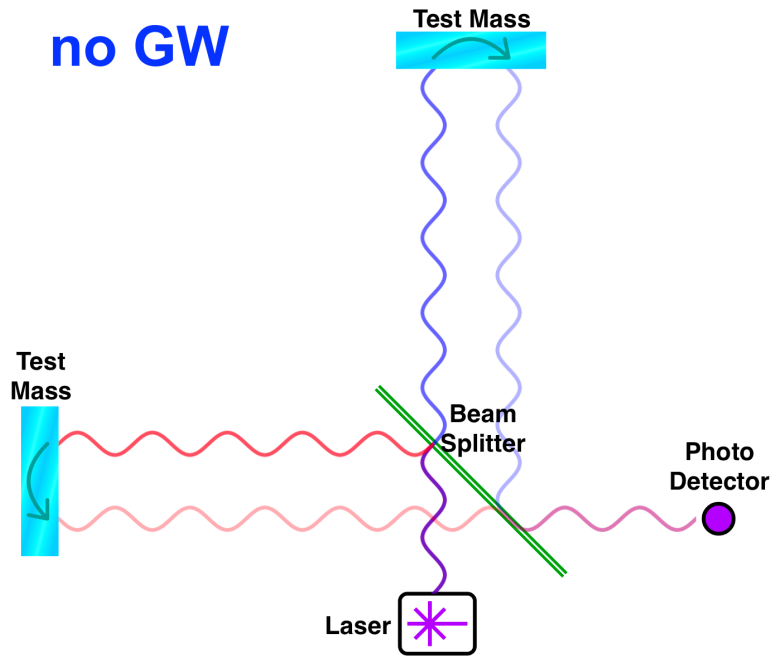 no GW
Test Mass
Test
Mass
Beam
Splitter
Photo
Detector
Laser